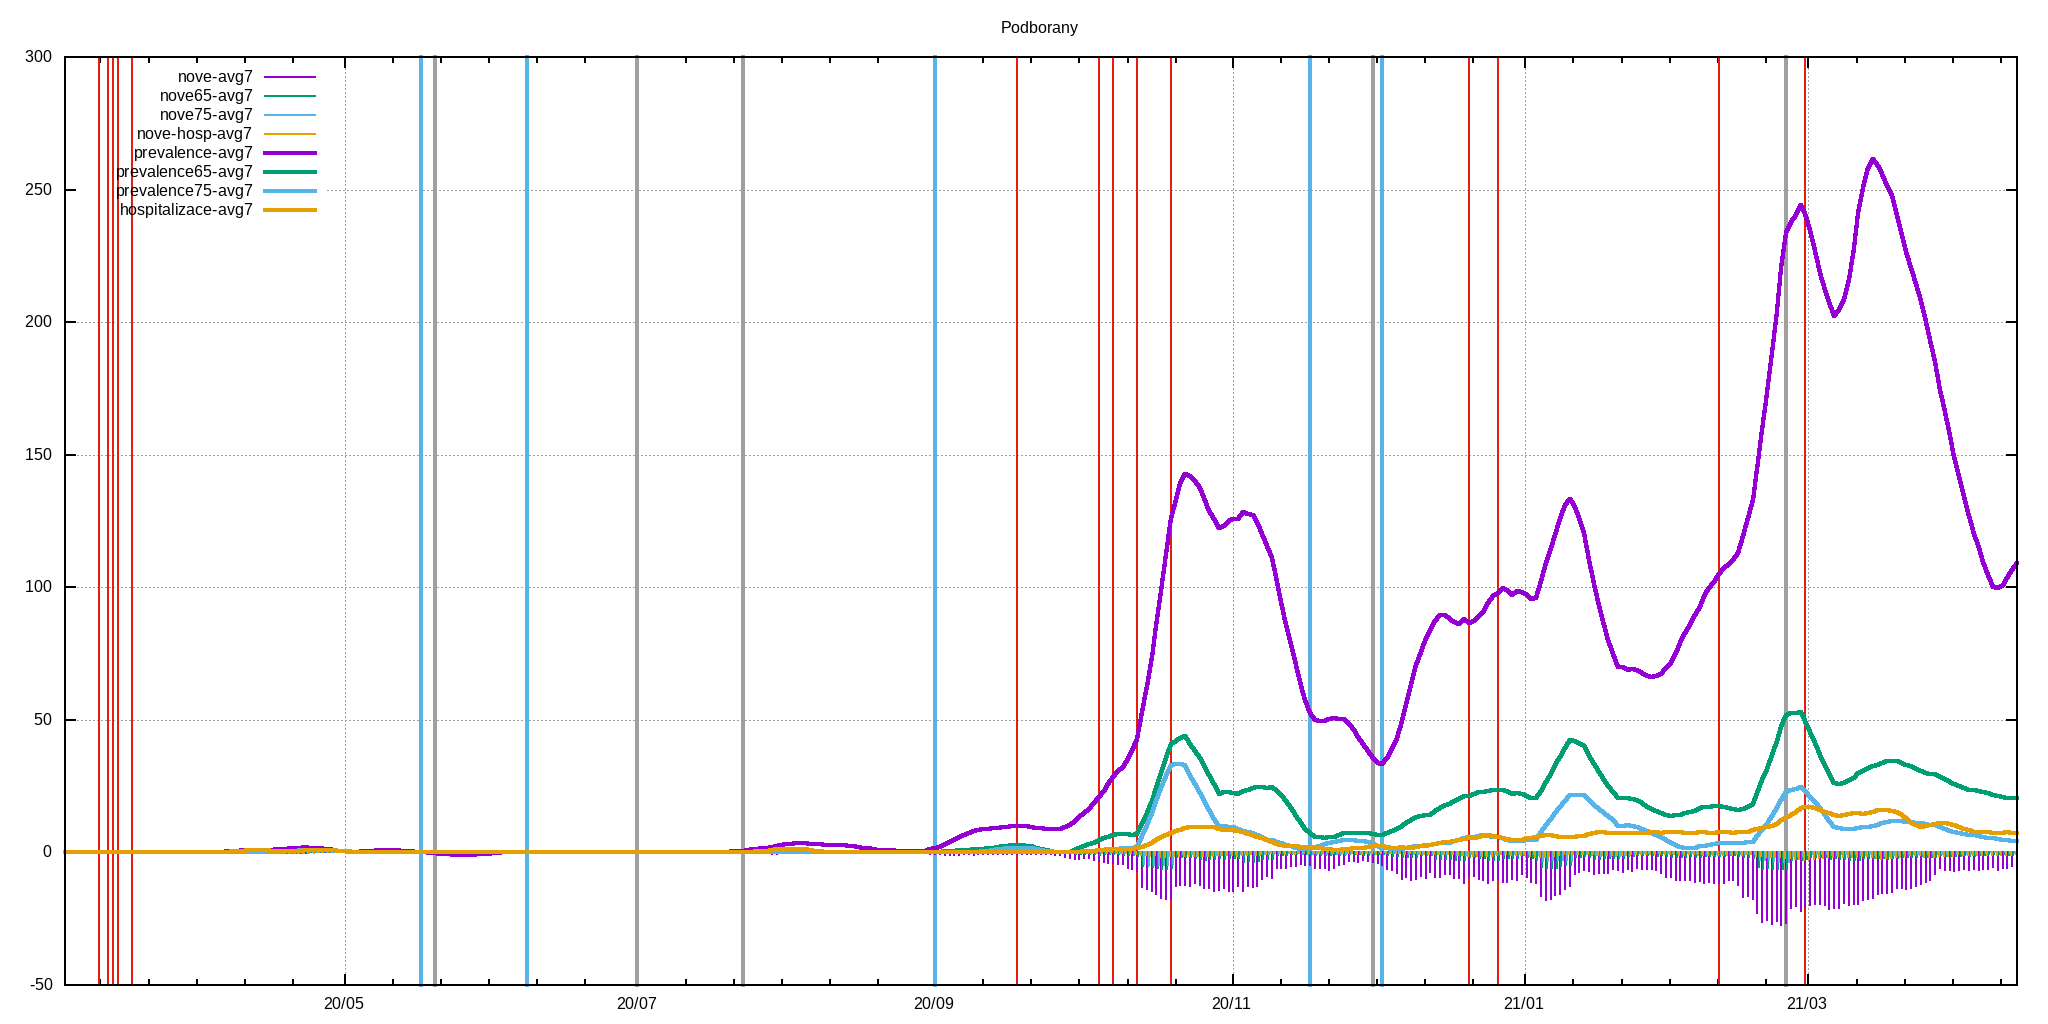 Podborany
300
250
200
150
100
50
0
-50
nove-avg7
nove65-avg7
nove75-avg7
nove-hosp-avg7
prevalence-avg7
prevalence65-avg7
prevalence75-avg7
hospitalizace-avg7
20/05 20/07 20/09 20/11 21/01 21/03